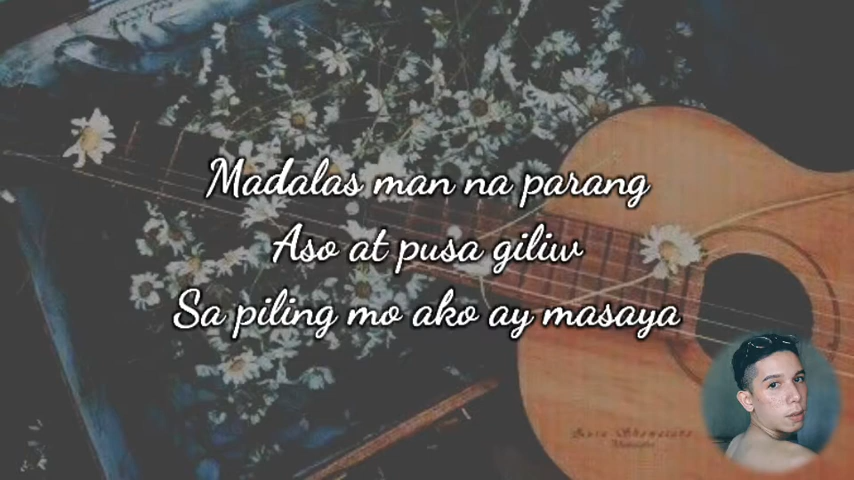 Madalas man na parang
Aso at pusa giliw
Sa piling mo ako ay masaya